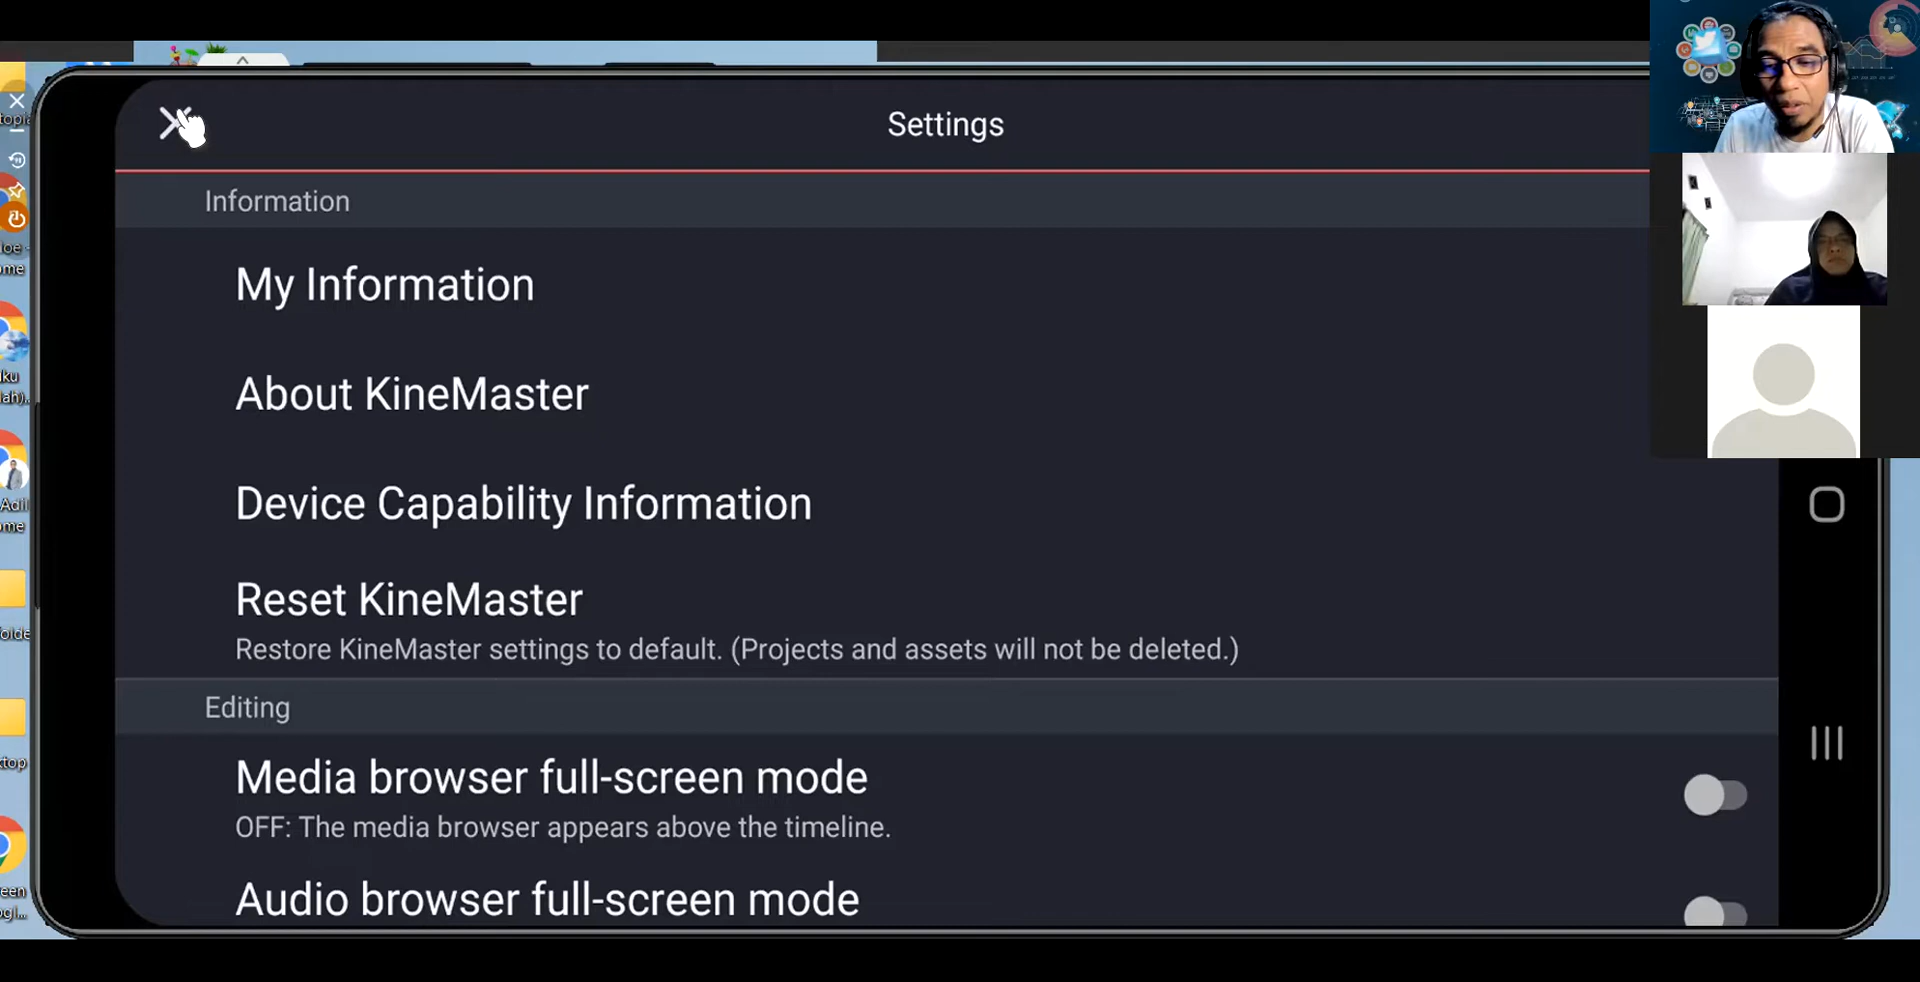 Settings
Information
My Information
About KineMaster
Device Capability Information
Reset KineMaster
Restore KineMaster settings to default. (Projects and assets will not be deleted.)
Editing
Media browser full-screen mode
OFF: The media browser appears above the timeline.
Audio browser full-screen mode
Adil